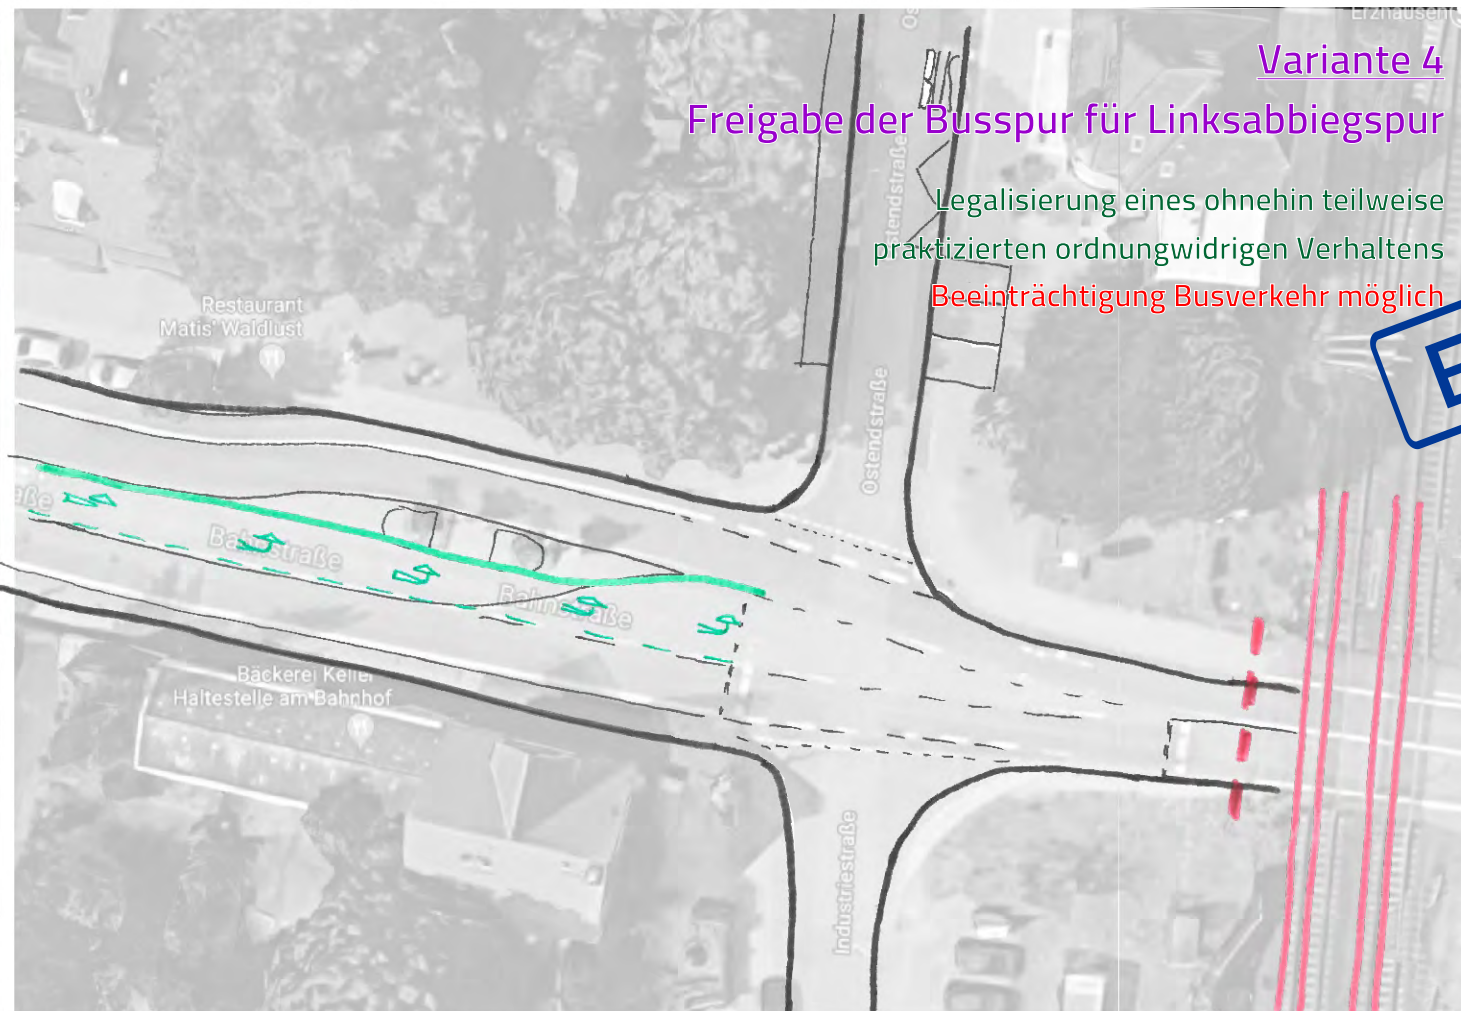 Erzhausen
Variante 4
Freigabe der Busspur für Linksabbiegspur
Legalisierung eines ohnehin teilweise
praktizierten ordnungwidrigen Verhaltens
Beeinträchtigung Busverkehr möglich
Restaurant
Matis' Waldlust
Ostendstraße
Ostendstraße
Bahnstraße
Bahnstraße
Bäckerei Keller
Haltestelle am Bahnhof
Industriestraße